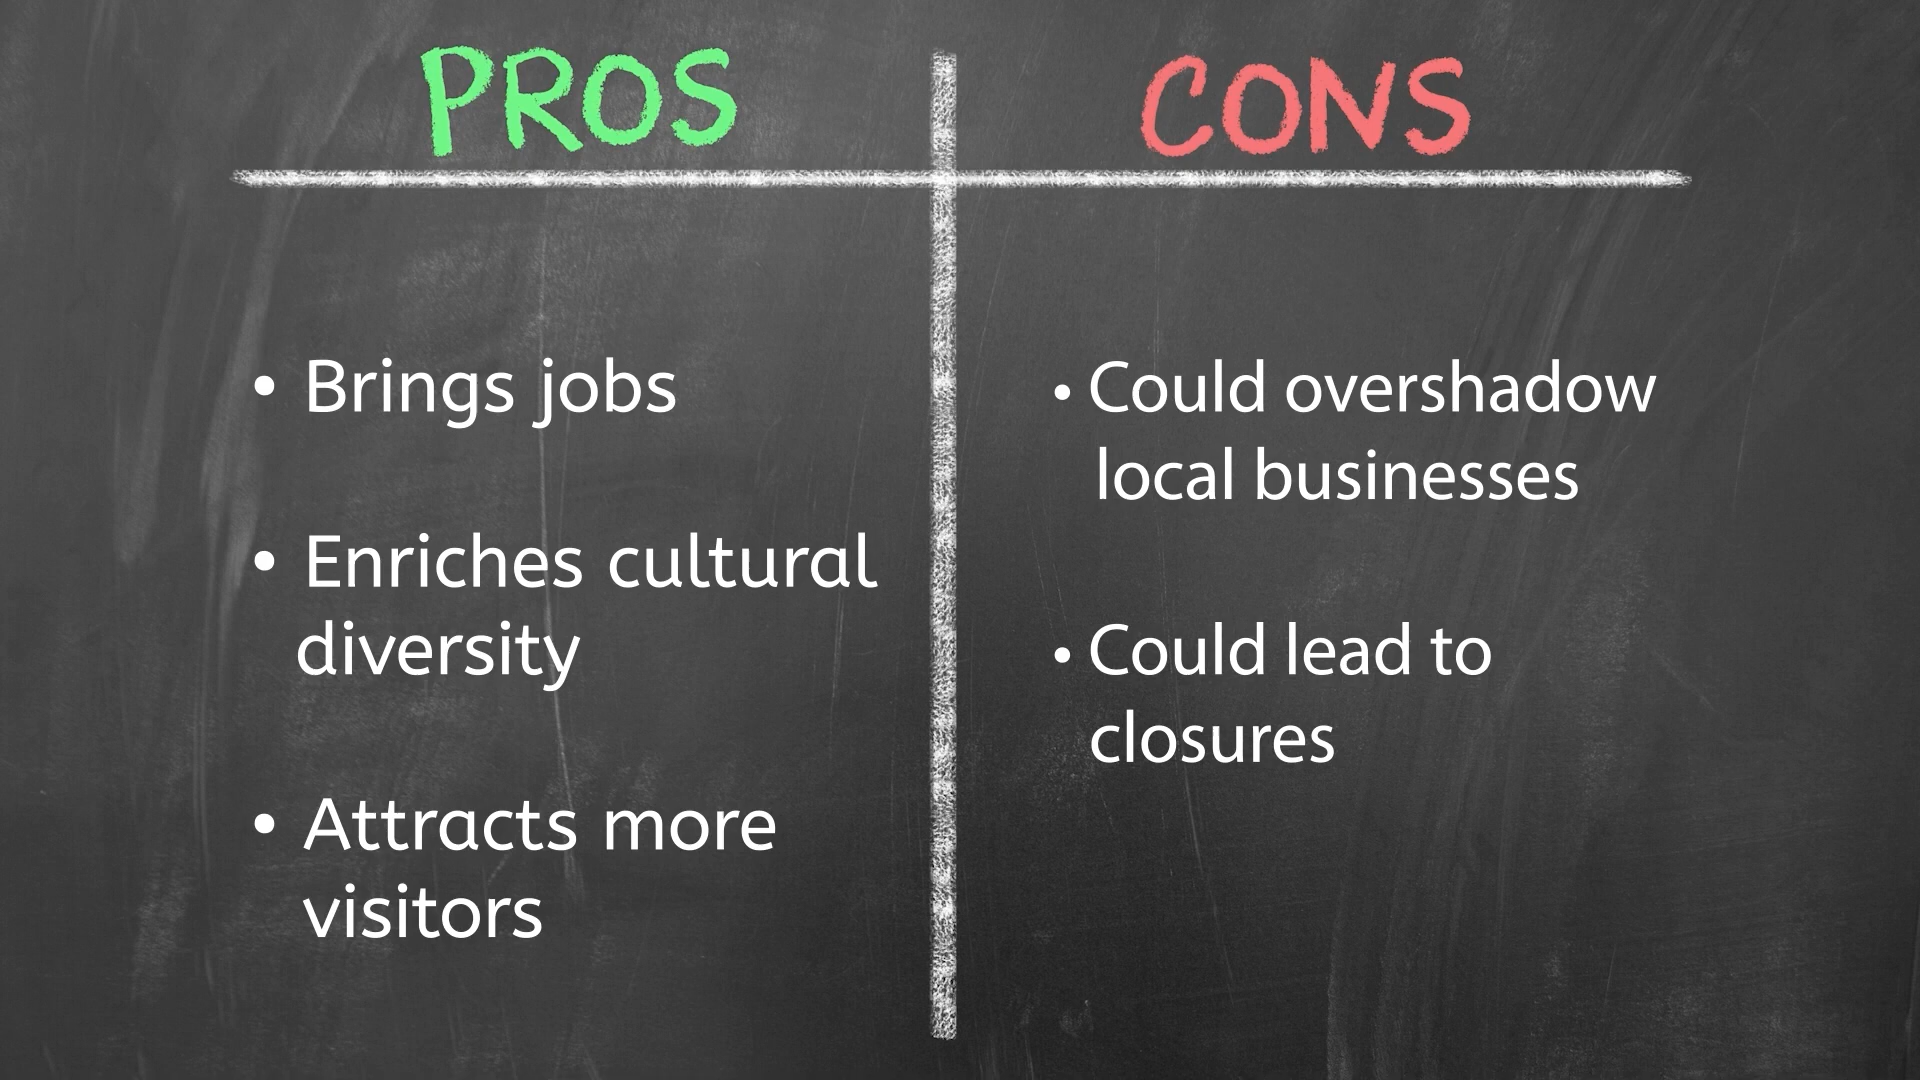 PROS
• Brings jobs
• Enriches cultural
diversity
• Attracts more
visitors
CONS
• Could overshadow
local businesses
• Could lead to
closures